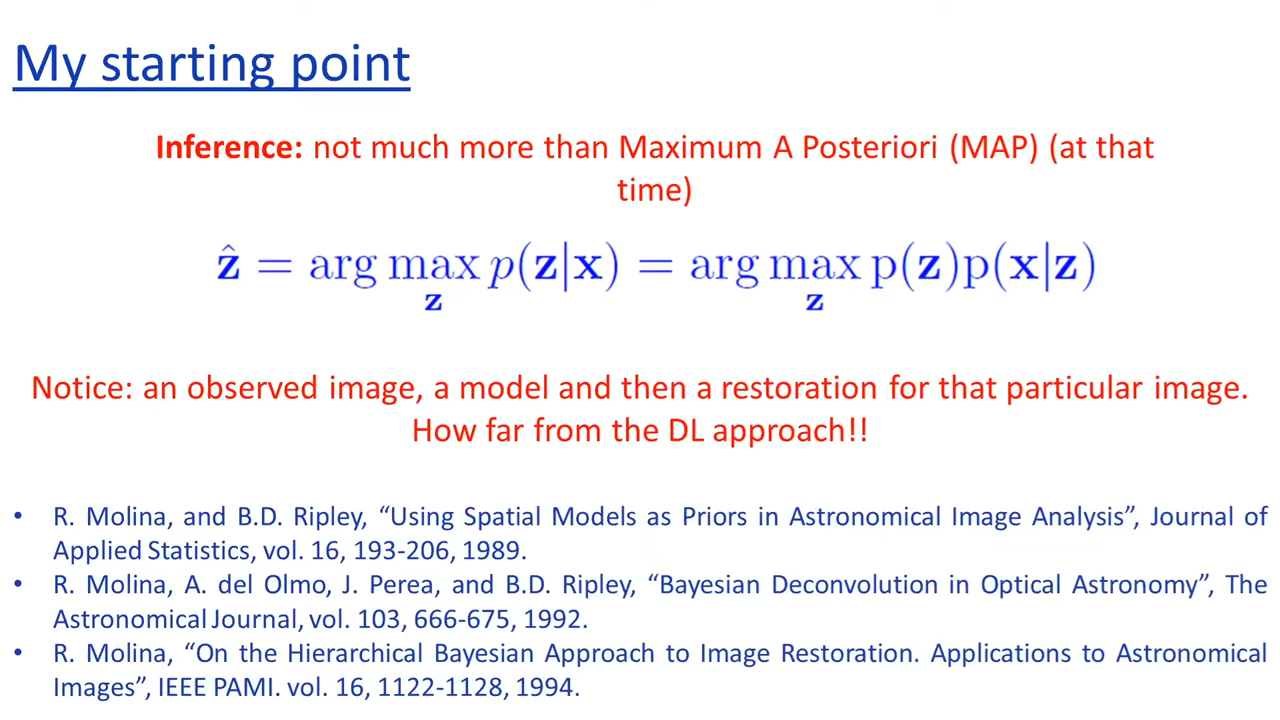 My starting point
Inference: not much more than Maximum A Posteriori (MAP) (at that
time)
ẑ = arg max p(z|x) = arg max p(z)p(x|z)
z z
Notice: an observed image, a model and then a restoration for that particular image.
How far from the DL approach!!
• R. Molina, and B.D. Ripley, “Using Spatial Models as Priors in Astronomical Image Analysis”, Journal of
Applied Statistics, vol. 16, 193-206, 1989.
• R. Molina, A. del Olmo, J. Perea, and B.D. Ripley, “Bayesian Deconvolution in Optical Astronomy”, The
Astronomical Journal, vol. 103, 666-675, 1992.
• R. Molina, “On the Hierarchical Bayesian Approach to Image Restoration. Applications to Astronomical
Images”, IEEE PAMI. vol. 16, 1122-1128, 1994.